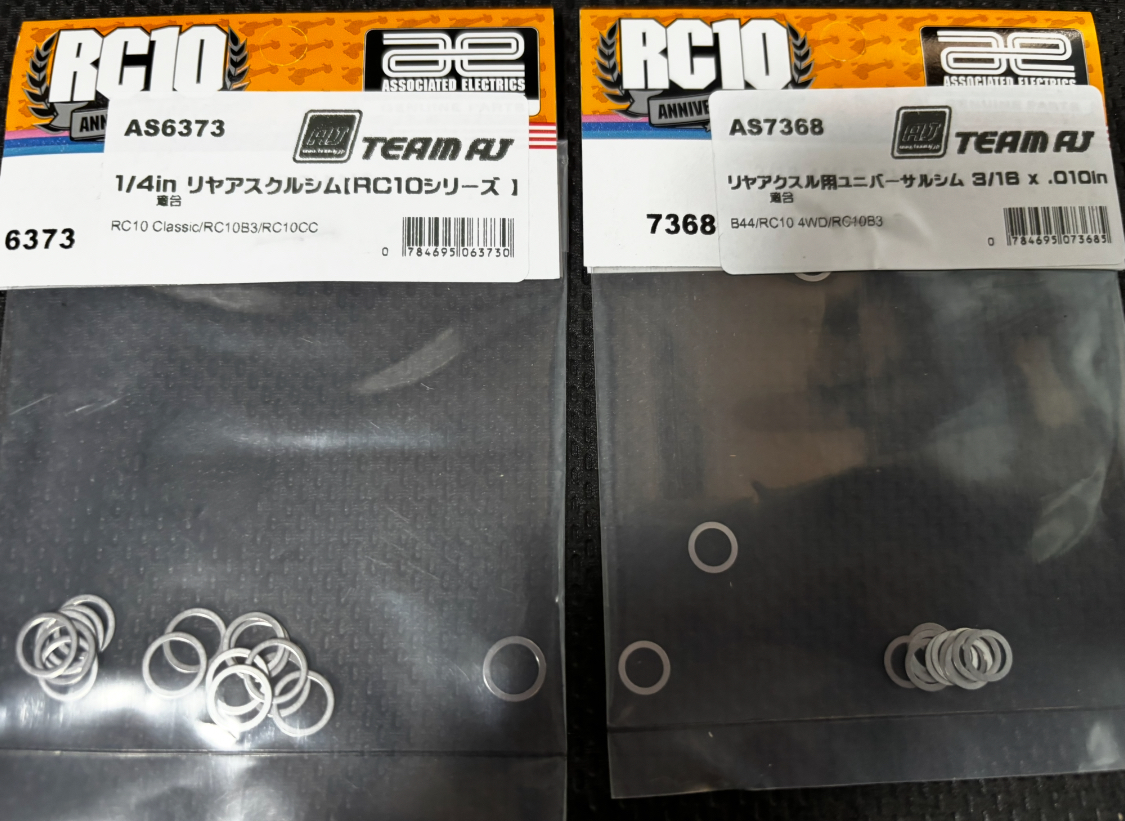 RC10
ASSOCIATED ELECTRICS
ANN
AS6373
TEAM AJ
1/4in リヤアスクルシム【RC10シリーズ 】
適合
RC10 Classic/RC10B3/RC10CC
6373
0 784695 063730
RC10
ASSOCIATED ELECTRICS
ANNIVE
AS7368
TEAM AJ
リヤアクスル用ユニバーサルシム 3/16 x .010in
適合
7368
B44/RC10 4WD/RC10B3
0 784695 073685